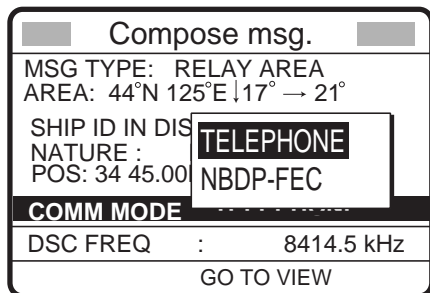 Compose msg.
MSG TYPE: RELAY AREA
AREA: 44°N 125°E ↓17° → 21°
SHIP ID IN DIS
NATURE :
POS: 34 45.00
TELEPHONE
NBDP-FEC
COMM MODE
DSC FREQ : 8414.5 kHz
GO TO VIEW